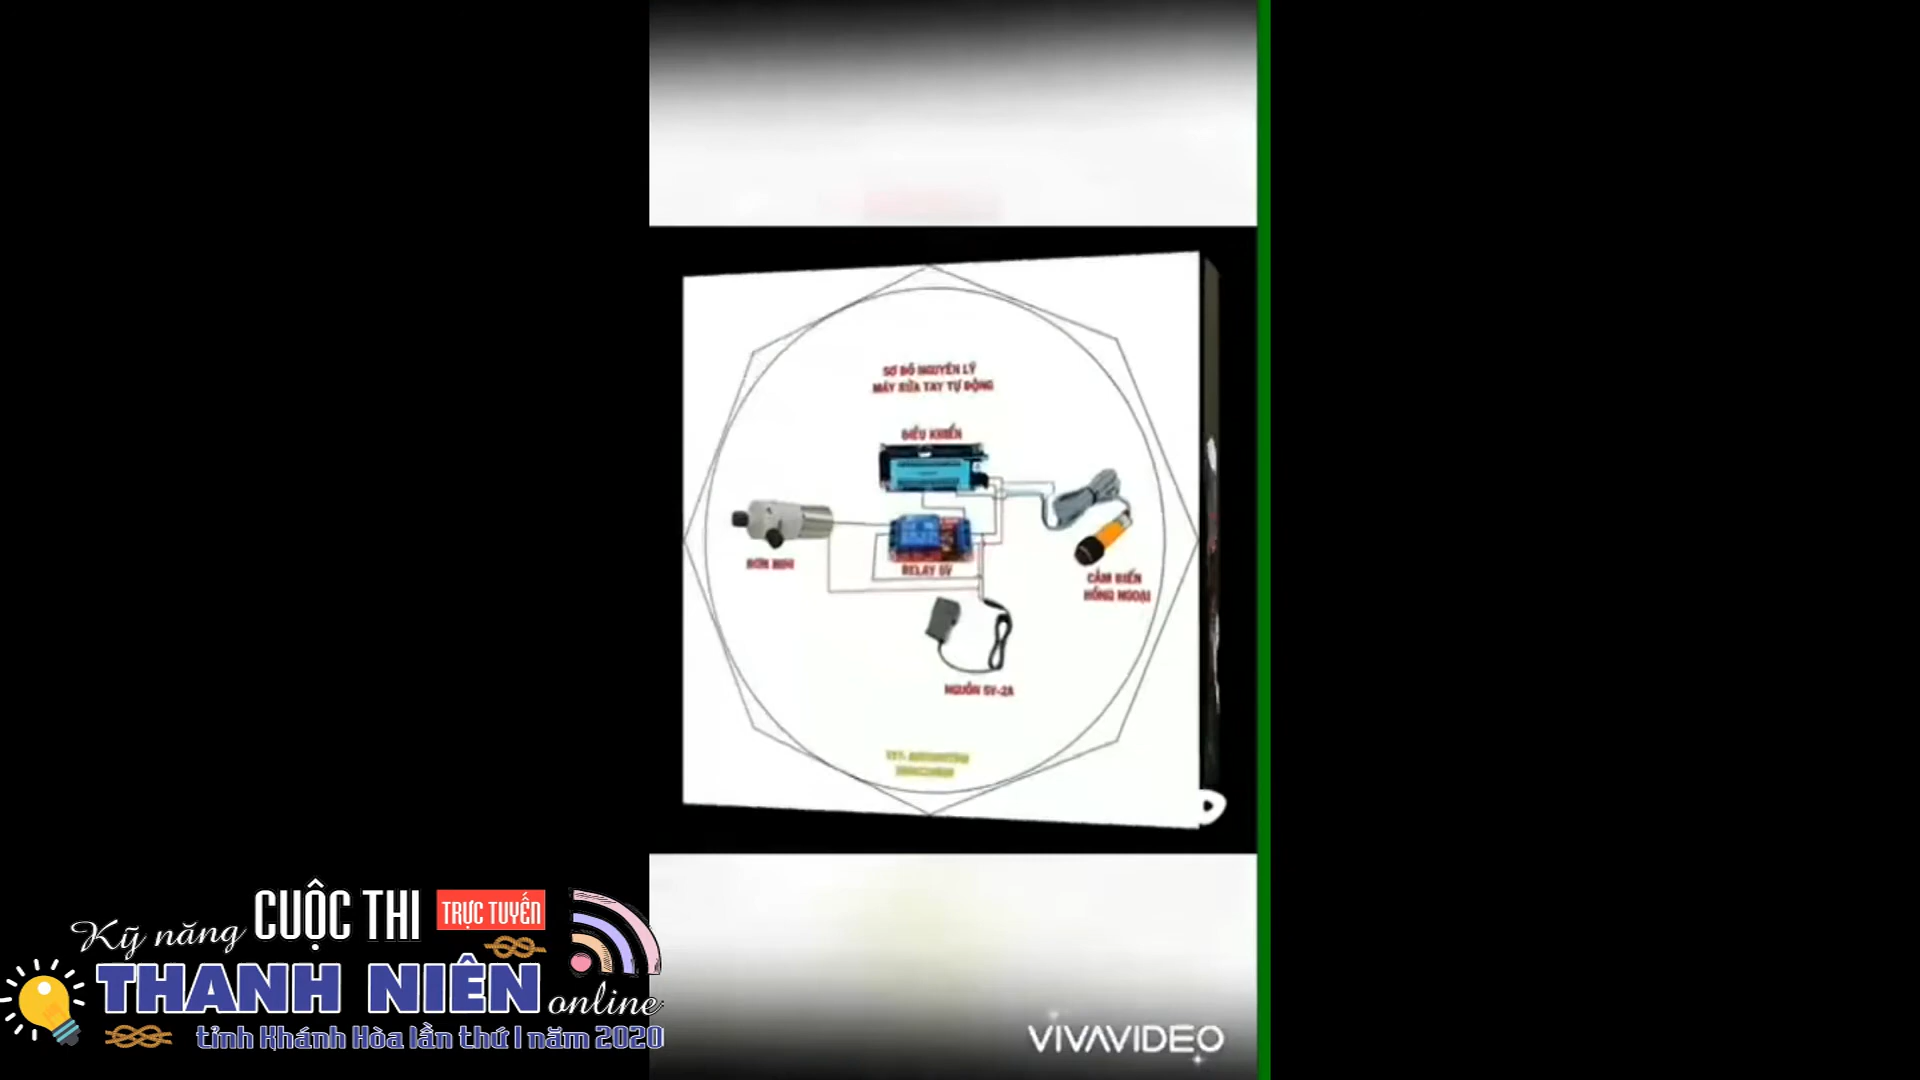 SƠ ĐỒ NGUYÊN LÝ
MÁY RỬA TAY TỰ ĐỘNG
ĐIỀU KHIỂN
BƠM MINI
RELAY 5V
CẢM BIẾN
HỒNG NGOẠI
NGUỒN 5V-2A
Kỹ năng CUỘC THI TRỰC TUYẾN
THANH NIÊN online
tỉnh Khánh Hòa lần thứ I năm 2020
VIVAVIDEO